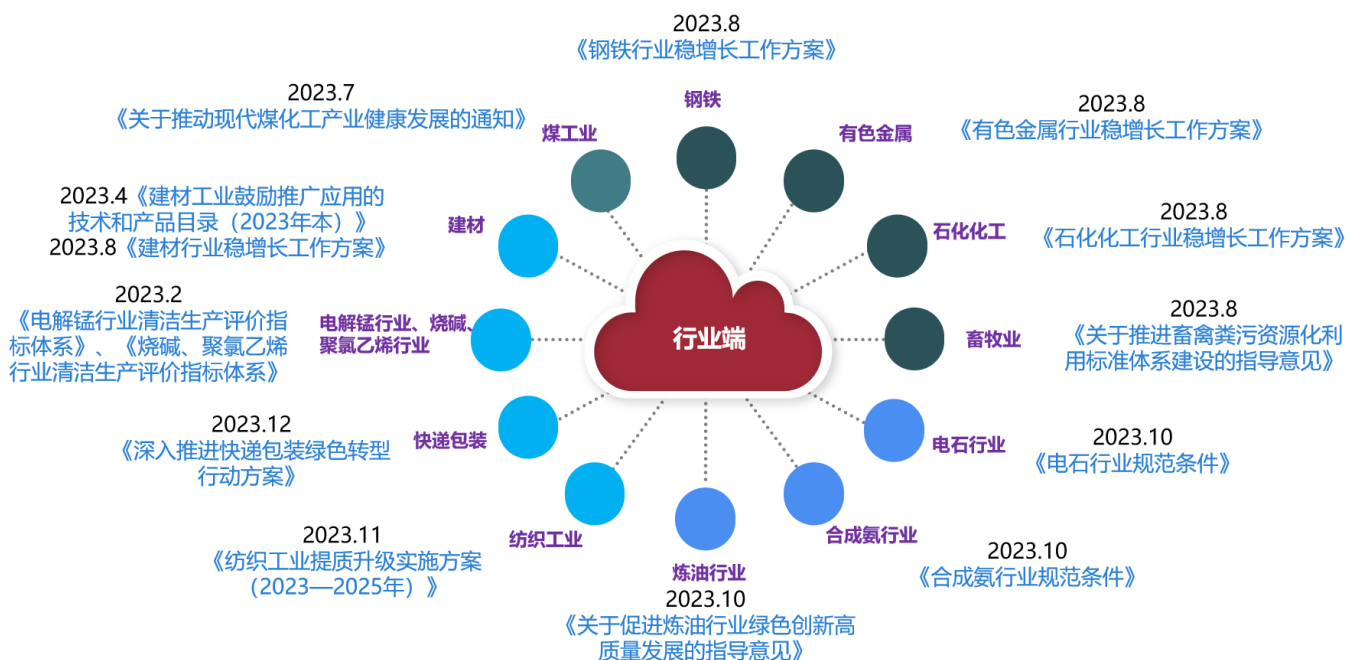 2023.8
《钢铁行业稳增长工作方案》
钢铁
2023.8
《有色金属行业稳增长工作方案》
有色金属
2023.8
《石化化工行业稳增长工作方案》
石化化工
2023.8
《关于推进畜禽粪污资源化利
用标准体系建设的指导意见》
畜牧业
2023.10
《电石行业规范条件》
电石行业
2023.10
《合成氨行业规范条件》
合成氨行业
炼油行业
2023.10
《关于促进炼油行业绿色创新高
质量发展的指导意见》
纺织工业
2023.11
《纺织工业提质升级实施方案
（2023—2025年）》
快递包装
2023.12
《深入推进快递包装绿色转型
行动方案》
电解锰行业、烧碱、
聚氯乙烯行业
2023.2
《电解锰行业清洁生产评价指
标体系》、《烧碱、聚氯乙烯
行业清洁生产评价指标体系》
建材
2023.4《建材工业鼓励推广应用的
技术和产品目录（2023年本）》
2023.8《建材行业稳增长工作方案》
煤工业
2023.7
《关于推动现代煤化工产业健康发展的通知》
行业端